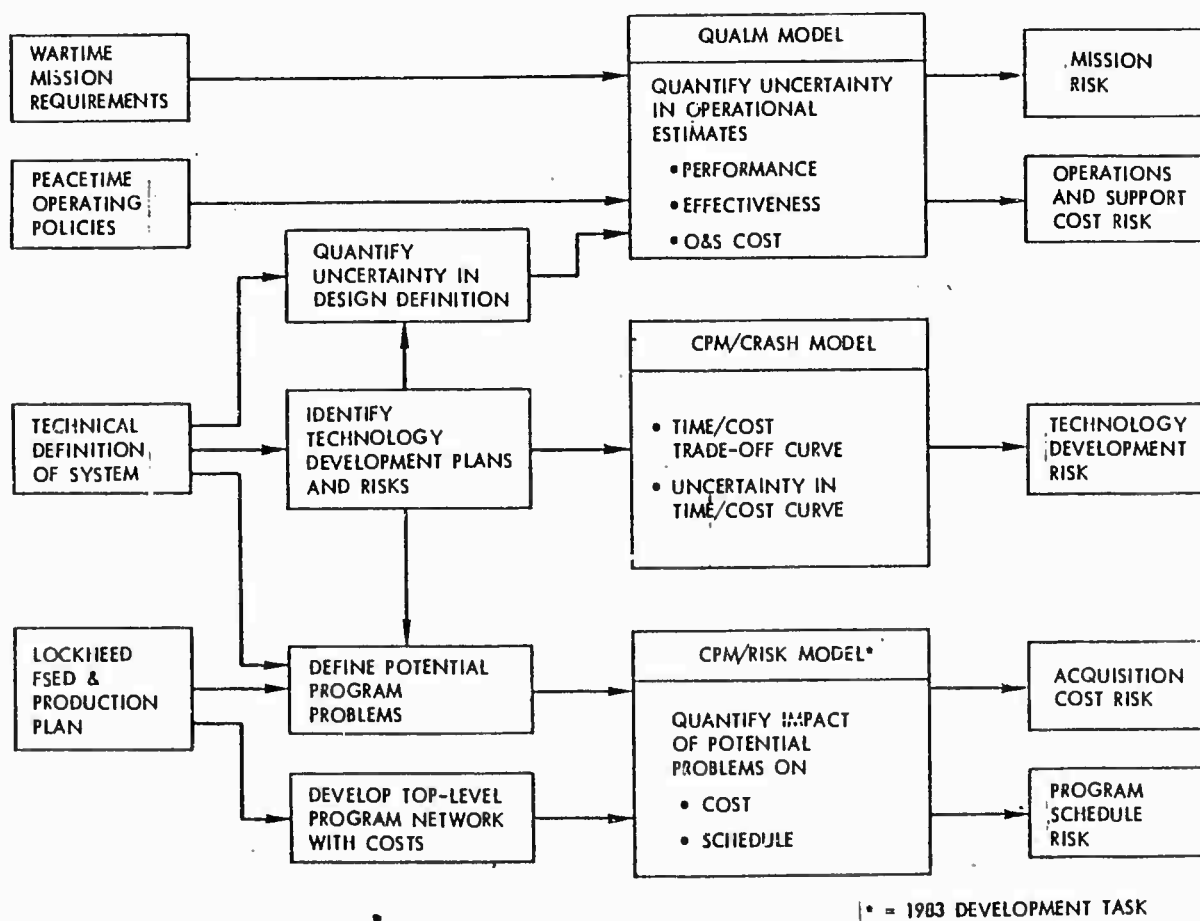 WARTIME
MISSION
REQUIREMENTS
QUALM MODEL
QUANTIFY UNCERTAINTY
IN OPERATIONAL
ESTIMATES
• PERFORMANCE
• EFFECTIVENESS
• O&S COST
MISSION
RISK
PEACETIME
OPERATING
POLICIES
OPERATIONS
AND SUPPORT
COST RISK
QUANTIFY
UNCERTAINTY IN
DESIGN DEFINITION
TECHNICAL
DEFINITION
OF SYSTEM
IDENTIFY
TECHNOLOGY
DEVELOPMENT PLANS
AND RISKS
CPM/CRASH MODEL
• TIME/COST
TRADE-OFF CURVE
• UNCERTAINTY IN
TIME/COST CURVE
TECHNOLOGY
DEVELOPMENT
RISK
LOCKHEED
FSED &
PRODUCTION
PLAN
DEFINE POTENTIAL
PROGRAM
PROBLEMS
CPM/RISK MODEL*
QUANTIFY IMPACT
OF POTENTIAL
PROBLEMS ON
• COST
• SCHEDULE
ACQUISITION
COST RISK
DEVELOP TOP-LEVEL
PROGRAM NETWORK
WITH COSTS
PROGRAM
SCHEDULE
RISK
* = 1983 DEVELOPMENT TASK